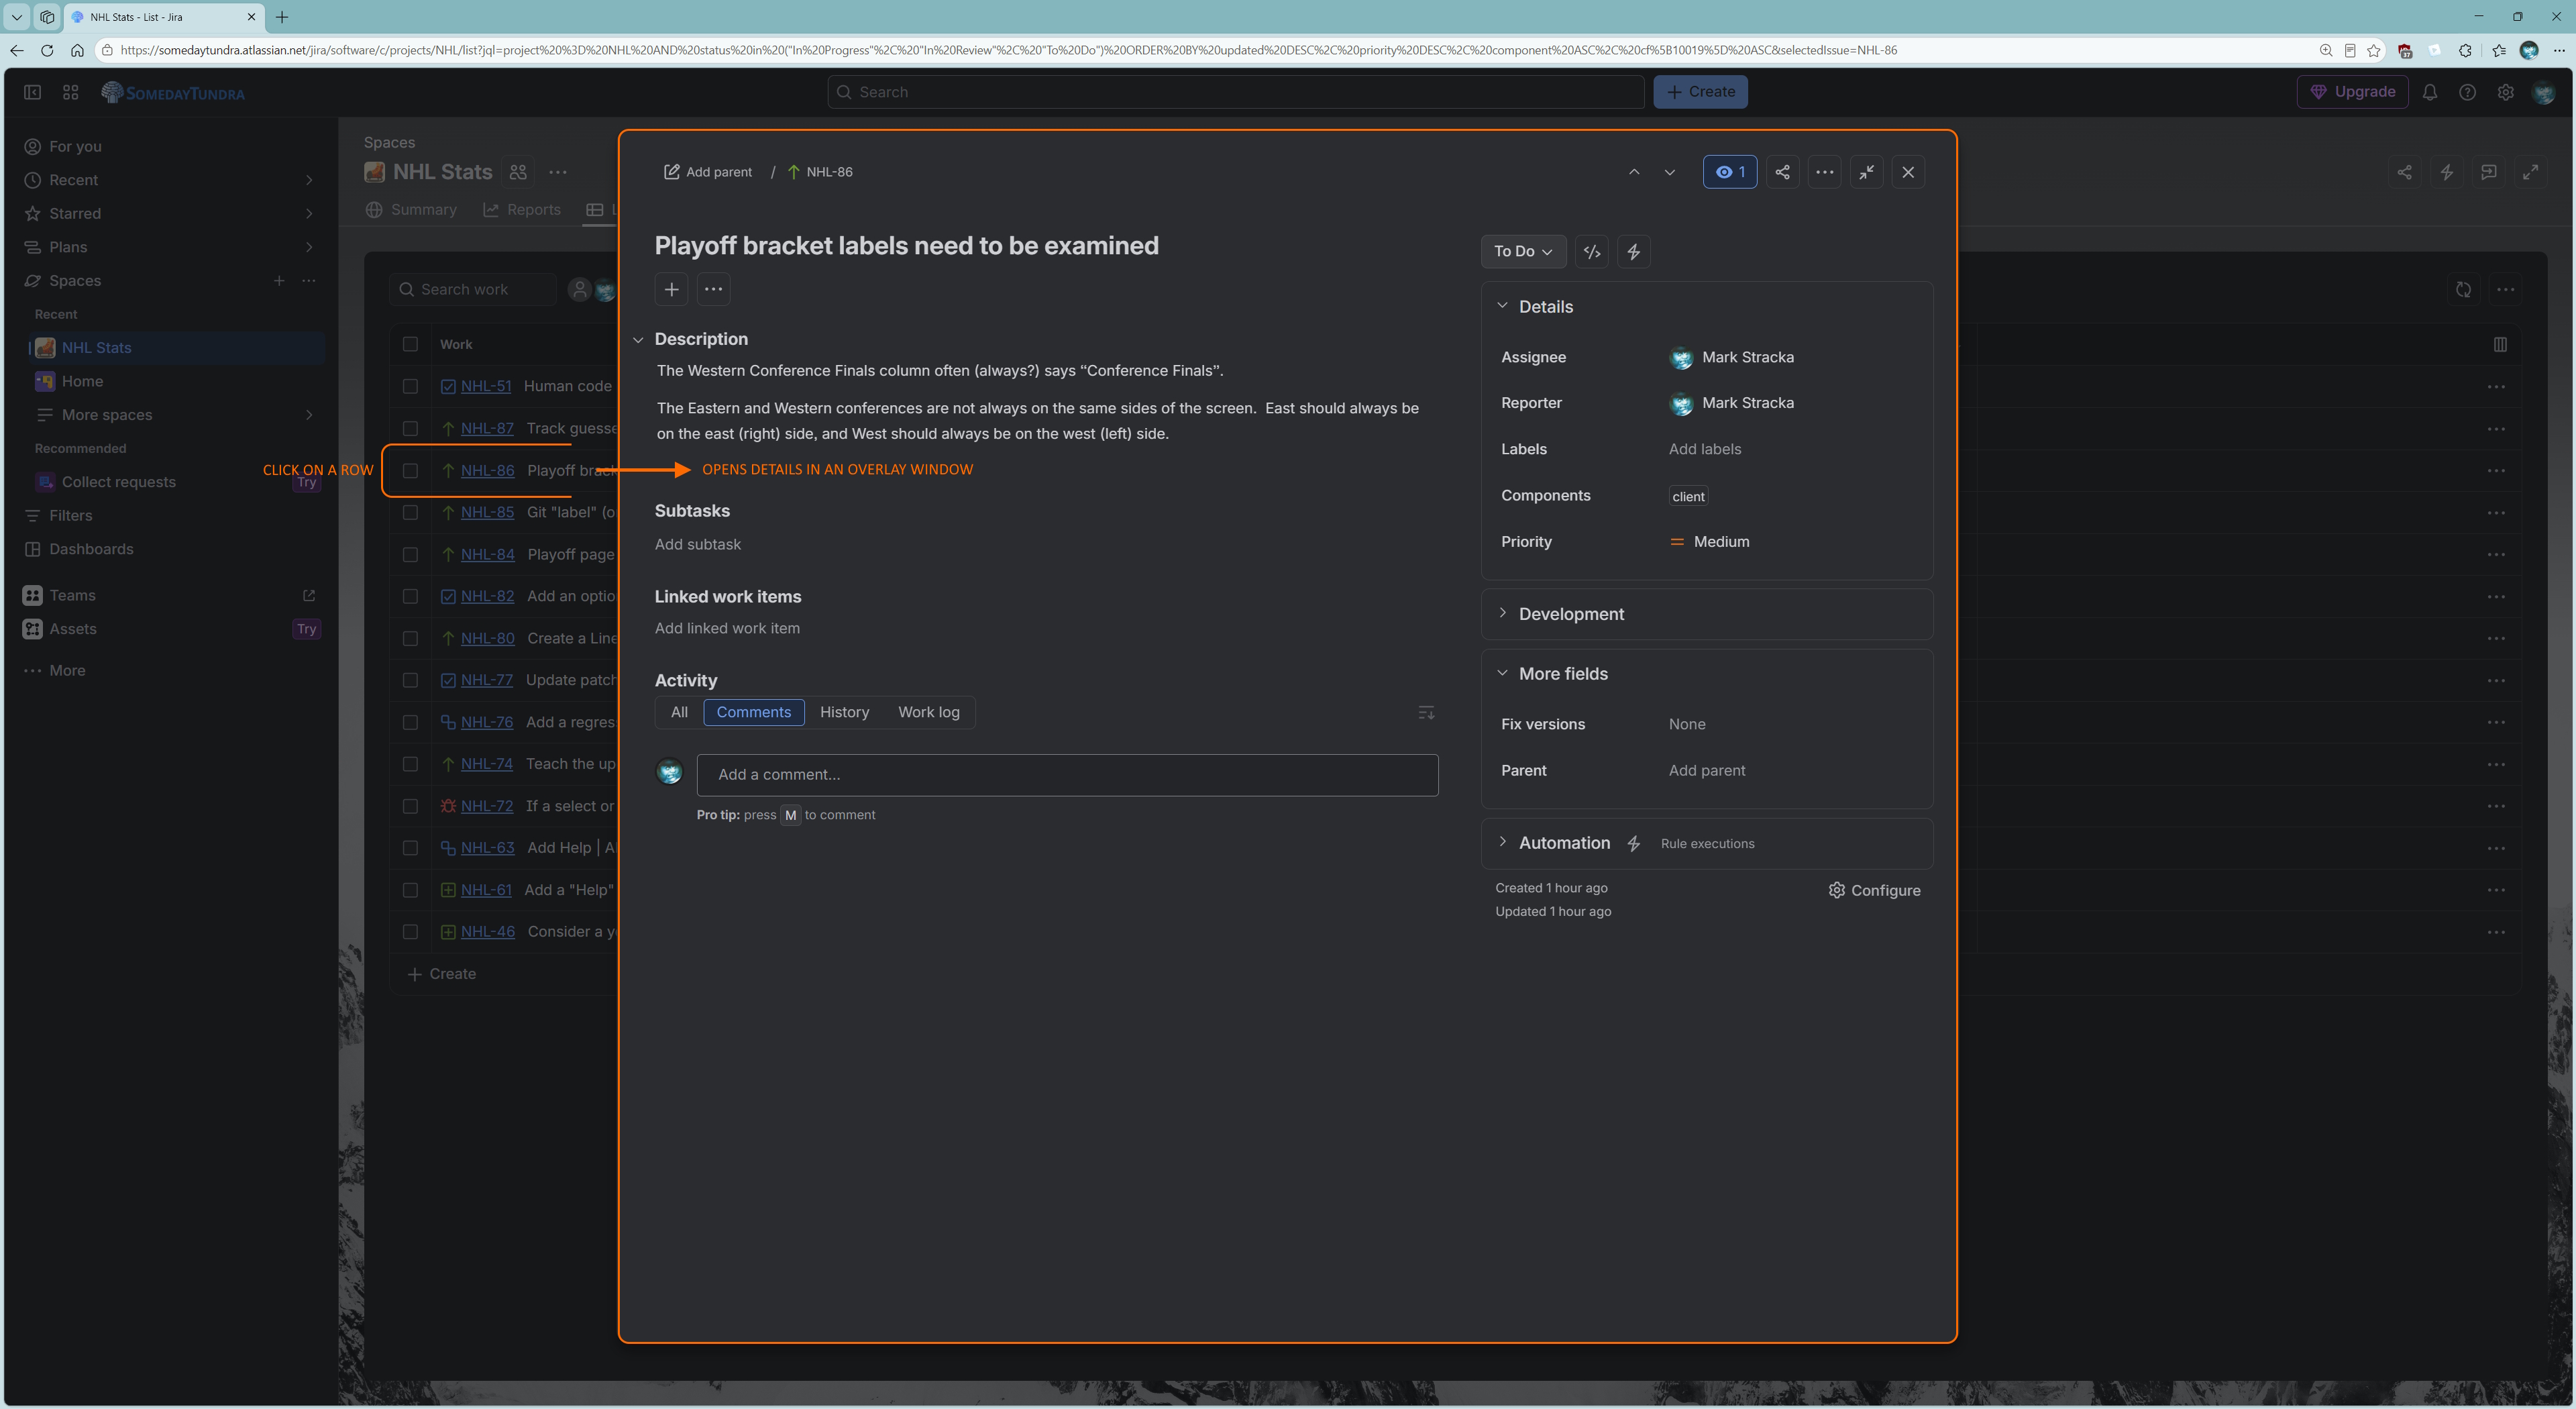 NHL Stats - List - Jira
https://somedaytundra.atlassian.net/jira/software/c/projects/NHL/list?jql=project%20%3D%20NHL%20AND%20status%20in%20("In%20Progress"%2C%20"In%20Review"%2C%20"To%20Do")%20ORDER%20BY%20updated%20DESC%2C%20priority%20DESC%2C%20component%20ASC%2C%20cf%5B10019%5D%20ASC&selectedIssue=NHL-86
SOMEDAYTUNDRA
Search
Create
Upgrade
For you
Recent
Starred
Plans
Spaces
Recent
NHL Stats
Home
More spaces
Recommended
Collect requests
Try
Filters
Dashboards
Teams
Assets
Try
More
Spaces
NHL Stats
Summary
Reports
Search work
Work
NHL-51 Human code
NHL-87 Track guesse
NHL-86 Playoff brack
NHL-85 Git "label" (o
NHL-84 Playoff page
NHL-82 Add an optio
NHL-80 Create a Line
NHL-77 Update patch
NHL-76 Add a regres
NHL-74 Teach the up
NHL-72 If a select or
NHL-63 Add Help | A
NHL-61 Add a "Help"
NHL-46 Consider a y
Create
CLICK ON A ROW
OPENS DETAILS IN AN OVERLAY WINDOW
Add parent / NHL-86
1
Playoff bracket labels need to be examined
Description
The Western Conference Finals column often (always?) says “Conference Finals”.
The Eastern and Western conferences are not always on the same sides of the screen. East should always be
on the east (right) side, and West should always be on the west (left) side.
Subtasks
Add subtask
Linked work items
Add linked work item
Activity
All Comments History Work log
Add a comment...
Pro tip: press M to comment
To Do
Details
Assignee Mark Stracka
Reporter Mark Stracka
Labels Add labels
Components client
Priority Medium
Development
More fields
Fix versions None
Parent Add parent
Automation Rule executions
Created 1 hour ago
Updated 1 hour ago
Configure